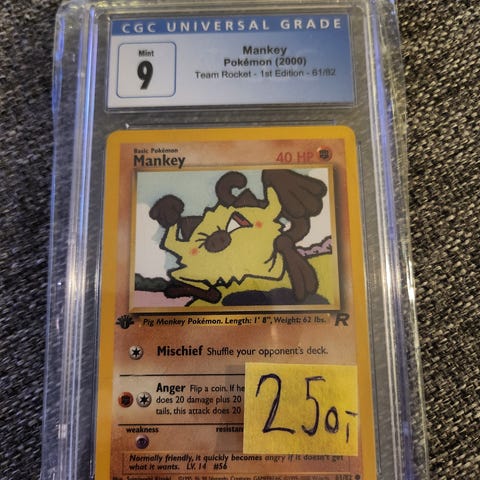 CGC UNIVERSAL GRADE
Mint
9
Mankey
Pokémon (2000)
Team Rocket - 1st Edition - 61/82
Basic Pokémon
Mankey
40 HP
Pig Monkey Pokémon. Length: 1' 8", Weight: 62 lbs.
R
Mischief Shuffle your opponent's deck.
Anger Flip a coin. If he
does 20 damage plus 20
tails, this attack does 20
250,-
weakness
resistan
Normally friendly, it quickly becomes angry if it doesn't get
what it wants. LV. 14 #56
61/82